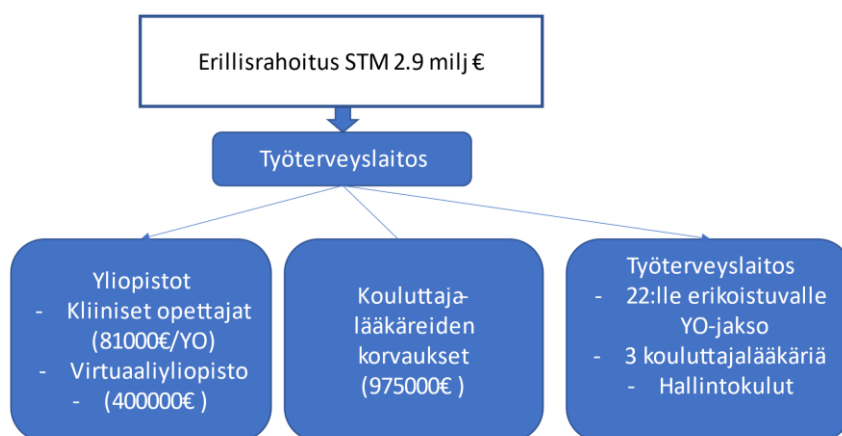 Erillisrahoitus STM 2.9 milj €
Työterveyslaitos
Yliopistot
- Kliiniset opettajat
(81000€/YO)
- Virtuaaliyliopisto
- (400000€ )
Kouluttaja-
lääkäreiden
korvaukset
(975000€ )
Työterveyslaitos
- 22:lle erikoistuvalle
YO-jakso
- 3 kouluttajalääkäriä
- Hallintokulut